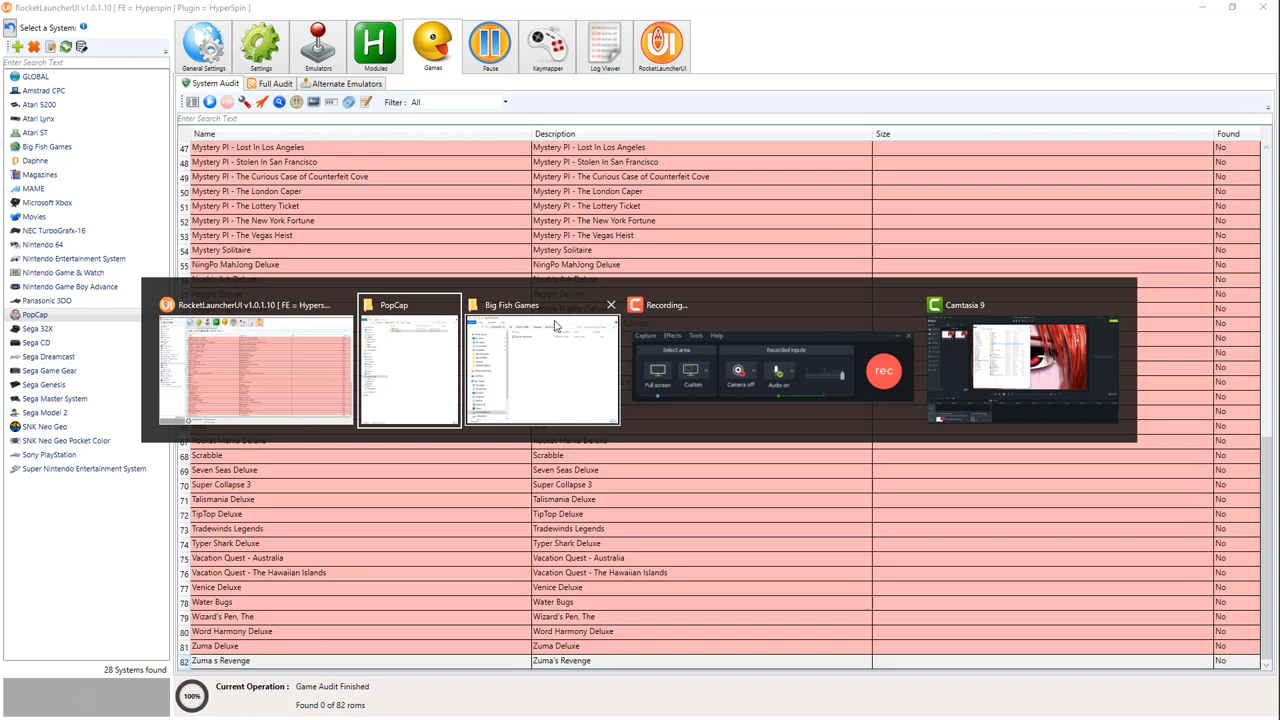 RocketLauncherUI v1.0.1.10 [ FE = Hyperspin | Plugin = HyperSpin ]
Select a System:
General Settings
Settings
Emulators
Modules
Games
Pause
Keymapper
Log Viewer
RocketLauncherUI
Enter Search Text
System Audit
Full Audit
Alternate Emulators
Filter : All
Enter Search Text
Name Description Size Found
GLOBAL
Amstrad CPC
Atari 5200
Atari Lynx
Atari ST
Big Fish Games
Daphne
Magazines
MAME
Microsoft Xbox
Movies
NEC TurboGrafx-16
Nintendo 64
Nintendo Entertainment System
Nintendo Game & Watch
Nintendo Game Boy Advance
Panasonic 3DO
PopCap
Sega 32X
Sega CD
Sega Dreamcast
Sega Game Gear
Sega Genesis
Sega Master System
Sega Model 2
SNK Neo Geo
SNK Neo Geo Pocket Color
Sony PlayStation
Super Nintendo Entertainment System
28 Systems found
47 Mystery PI - Lost In Los Angeles Mystery PI - Lost In Los Angeles No
48 Mystery PI - Stolen In San Francisco Mystery PI - Stolen In San Francisco No
49 Mystery PI - The Curious Case of Counterfeit Cove Mystery PI - The Curious Case of Counterfeit Cove No
50 Mystery PI - The London Caper Mystery PI - The London Caper No
51 Mystery PI - The Lottery Ticket Mystery PI - The Lottery Ticket No
52 Mystery PI - The New York Fortune Mystery PI - The New York Fortune No
53 Mystery PI - The Vegas Heist Mystery PI - The Vegas Heist No
54 Mystery Solitaire Mystery Solitaire No
55 NingPo MahJong Deluxe NingPo MahJong Deluxe No
RocketLauncherUI v1.0.1.10 [ FE = Hypers...
PopCap
Big Fish Games
Recording...
Camtasia 9
Capture Effects Tools Help
Select area
Recorded inputs
Full screen
Custom
Camera off
Audio on
rec
68 Scrabble Scrabble No
69 Seven Seas Deluxe Seven Seas Deluxe No
70 Super Collapse 3 Super Collapse 3 No
71 Talismania Deluxe Talismania Deluxe No
72 TipTop Deluxe TipTop Deluxe No
73 Tradewinds Legends Tradewinds Legends No
74 Typer Shark Deluxe Typer Shark Deluxe No
75 Vacation Quest - Australia Vacation Quest - Australia No
76 Vacation Quest - The Hawaiian Islands Vacation Quest - The Hawaiian Islands No
77 Venice Deluxe Venice Deluxe No
78 Water Bugs Water Bugs No
79 Wizard's Pen, The Wizard's Pen, The No
80 Word Harmony Deluxe Word Harmony Deluxe No
81 Zuma Deluxe Zuma Deluxe No
82 Zuma s Revenge Zuma's Revenge No
100%
Current Operation : Game Audit Finished
Found 0 of 82 roms